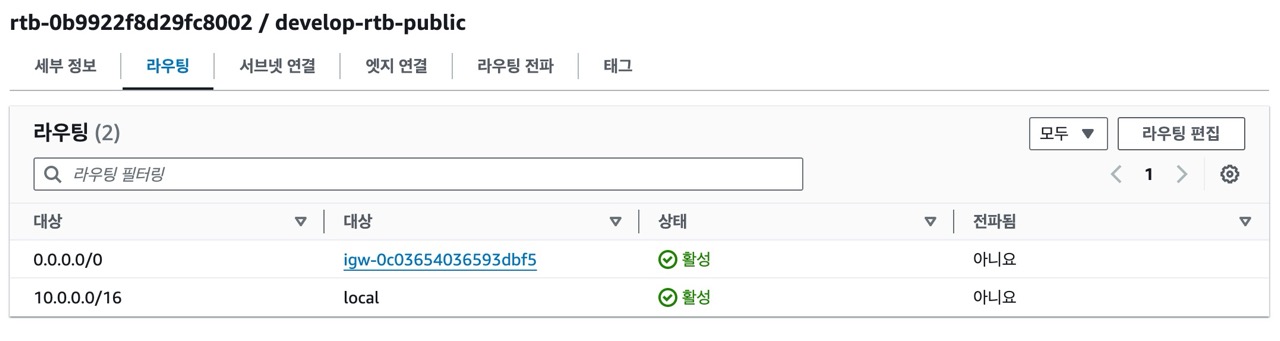 rtb-0b9922f8d29fc8002 / develop-rtb-public
세부 정보 라우팅 서브넷 연결 엣지 연결 라우팅 전파 태그
라우팅 (2) 모두 라우팅 편집
라우팅 필터링 1
대상 대상 상태 전파됨
0.0.0.0/0 igw-0c03654036593dbf5 활성 아니요
10.0.0.0/16 local 활성 아니요